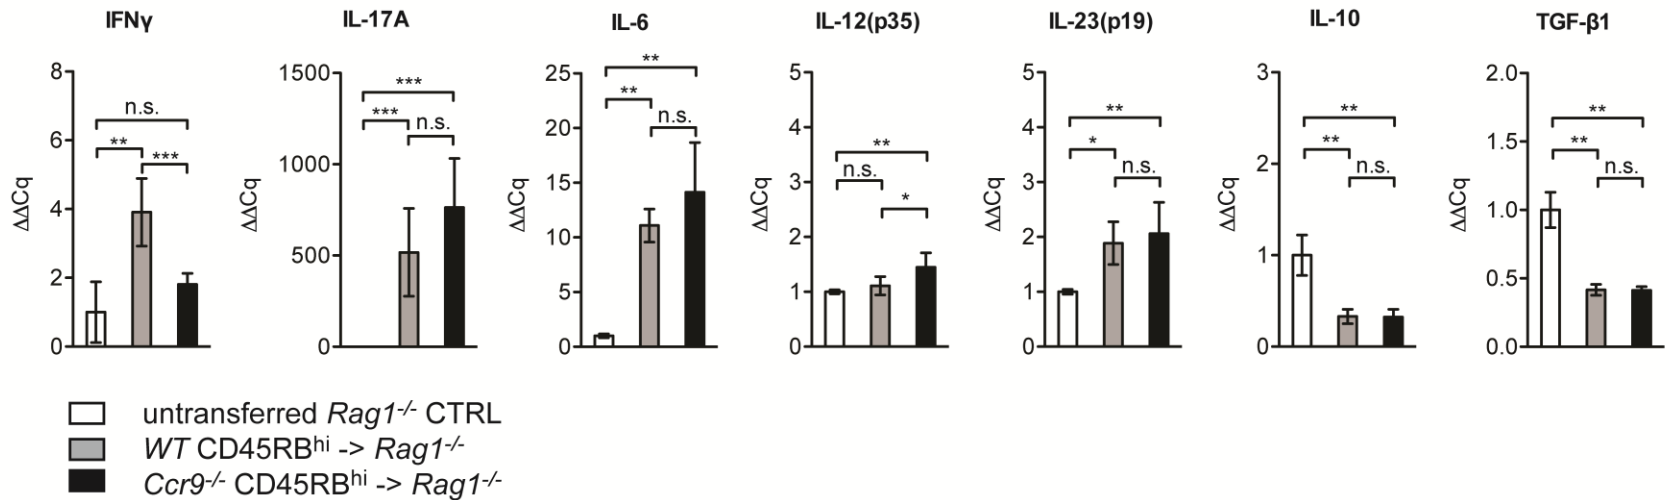 IFNγ IL-17A IL-6 IL-12(p35) IL-23(p19) IL-10 TGF-β1
ΔΔCq
8
6
4
2
0
n.s.
**
***
ΔΔCq
1500
1000
500
0
***
***
n.s.
ΔΔCq
25
20
15
10
5
0
**
**
n.s.
ΔΔCq
5
4
3
2
1
0
**
n.s.
*
ΔΔCq
5
4
3
2
1
0
**
*
n.s.
ΔΔCq
3
2
1
0
**
**
n.s.
ΔΔCq
2.0
1.5
1.0
0.5
0.0
**
**
n.s.
untransferred Rag1-/- CTRL
WT CD45RBhi -> Rag1-/-
Ccr9-/- CD45RBhi -> Rag1-/-